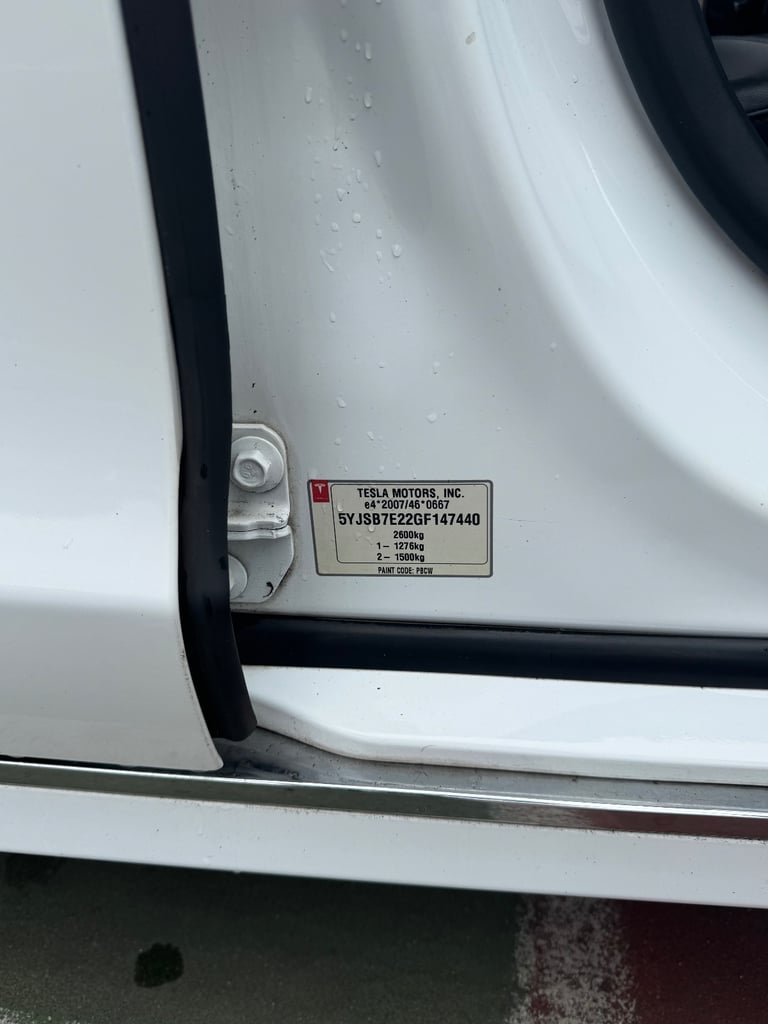 TESLA MOTORS, INC.
e4*2007/46*0667
5YJSB7E22GF147440
2600kg
1 – 1276kg
2 – 1500kg
PAINT CODE: PBCW